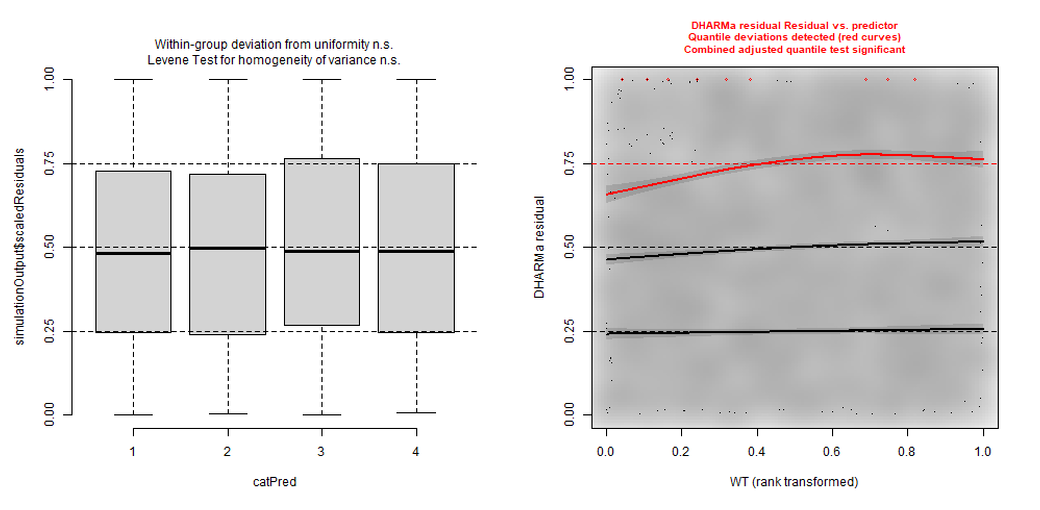 Within-group deviation from uniformity n.s.
Levene Test for homogeneity of variance n.s.
simulationOutput$scaledResiduals
1.00
0.75
0.50
0.25
0.00
1
2
3
4
catPred
DHARMa residual Residual vs. predictor
Quantile deviations detected (red curves)
Combined adjusted quantile test significant
DHARMa residual
1.00
0.75
0.50
0.25
0.00
0.0
0.2
0.4
0.6
0.8
1.0
WT (rank transformed)